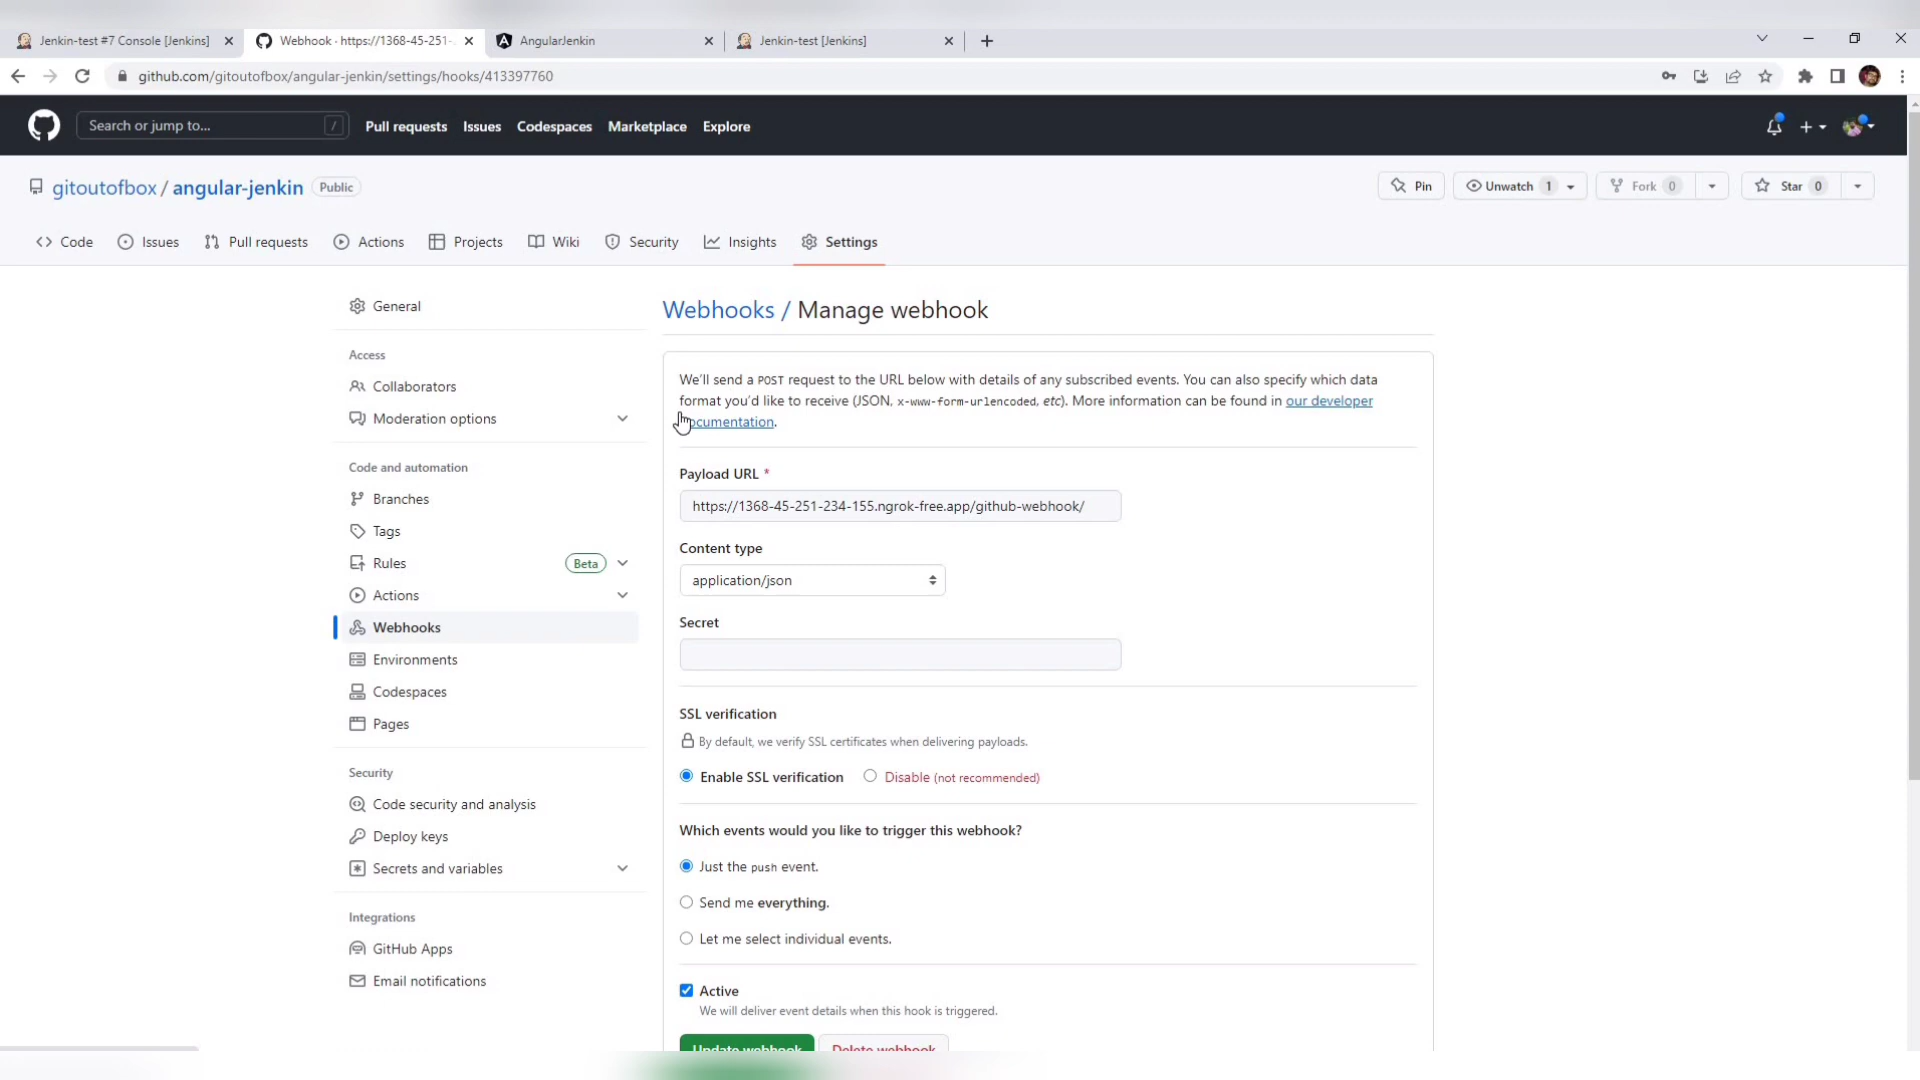 Jenkin-test #7 Console [Jenkins]
Webhook · https://1368-45-251-
AngularJenkin
Jenkin-test [Jenkins]
github.com/gitoutofbox/angular-jenkin/settings/hooks/413397760
Search or jump to... /
Pull requests Issues Codespaces Marketplace Explore
gitoutofbox / angular-jenkin Public
Pin Unwatch 1 Fork 0 Star 0
Code Issues Pull requests Actions Projects Wiki Security Insights Settings
General
Access
Collaborators
Moderation options
Code and automation
Branches
Tags
Rules Beta
Actions
Webhooks
Environments
Codespaces
Pages
Security
Code security and analysis
Deploy keys
Secrets and variables
Integrations
GitHub Apps
Email notifications
Webhooks / Manage webhook
We'll send a POST request to the URL below with details of any subscribed events. You can also specify which data
format you'd like to receive (JSON, x-www-form-urlencoded, etc). More information can be found in our developer
documentation.
Payload URL *
https://1368-45-251-234-155.ngrok-free.app/github-webhook/
Content type
application/json
Secret
SSL verification
By default, we verify SSL certificates when delivering payloads.
Enable SSL verification Disable (not recommended)
Which events would you like to trigger this webhook?
Just the push event.
Send me everything.
Let me select individual events.
Active
We will deliver event details when this hook is triggered.
Update webhook Delete webhook